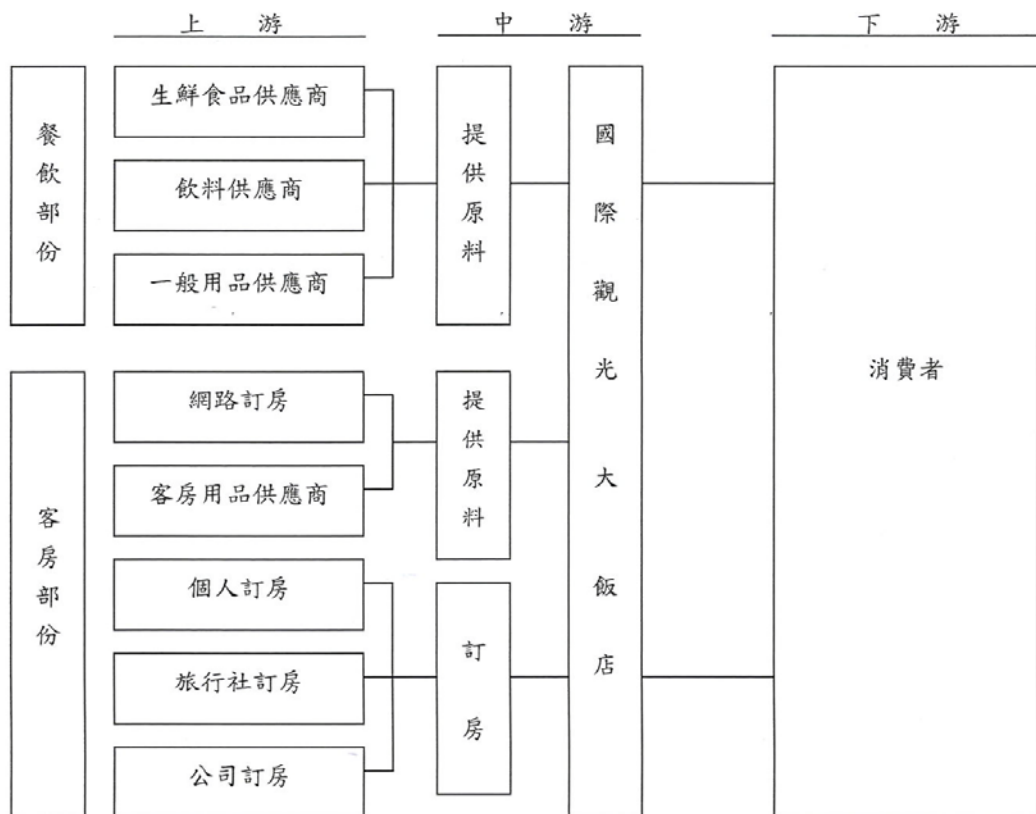 上 游
中 游
下 游
餐飲部份
生鮮食品供應商
飲料供應商
一般用品供應商
提供原料
國際觀光大飯店
消費者
客房部份
網路訂房
客房用品供應商
提供原料
個人訂房
旅行社訂房
公司訂房
訂房